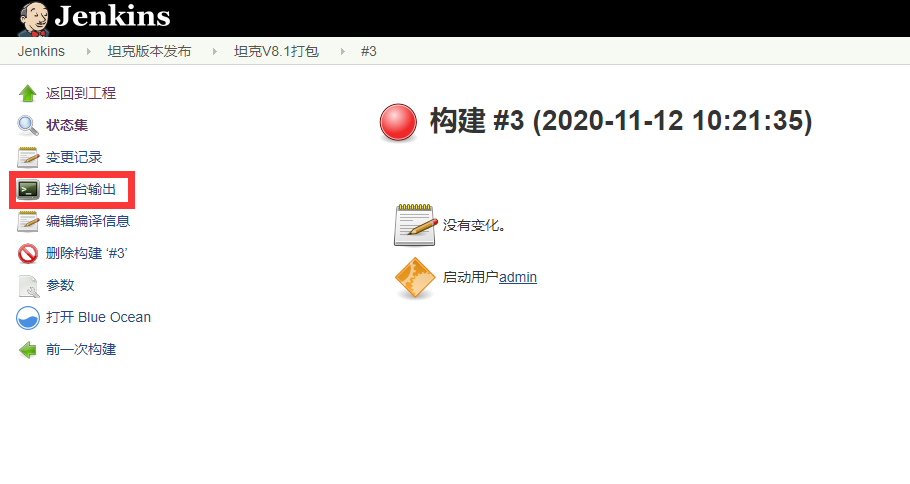 Jenkins
Jenkins 坦克版本发布 坦克V8.1打包 #3
返回到工程
状态集
变更记录
控制台输出
编辑编译信息
删除构建 ‘#3’
参数
打开 Blue Ocean
前一次构建
构建 #3 (2020-11-12 10:21:35)
没有变化。
启动用户admin